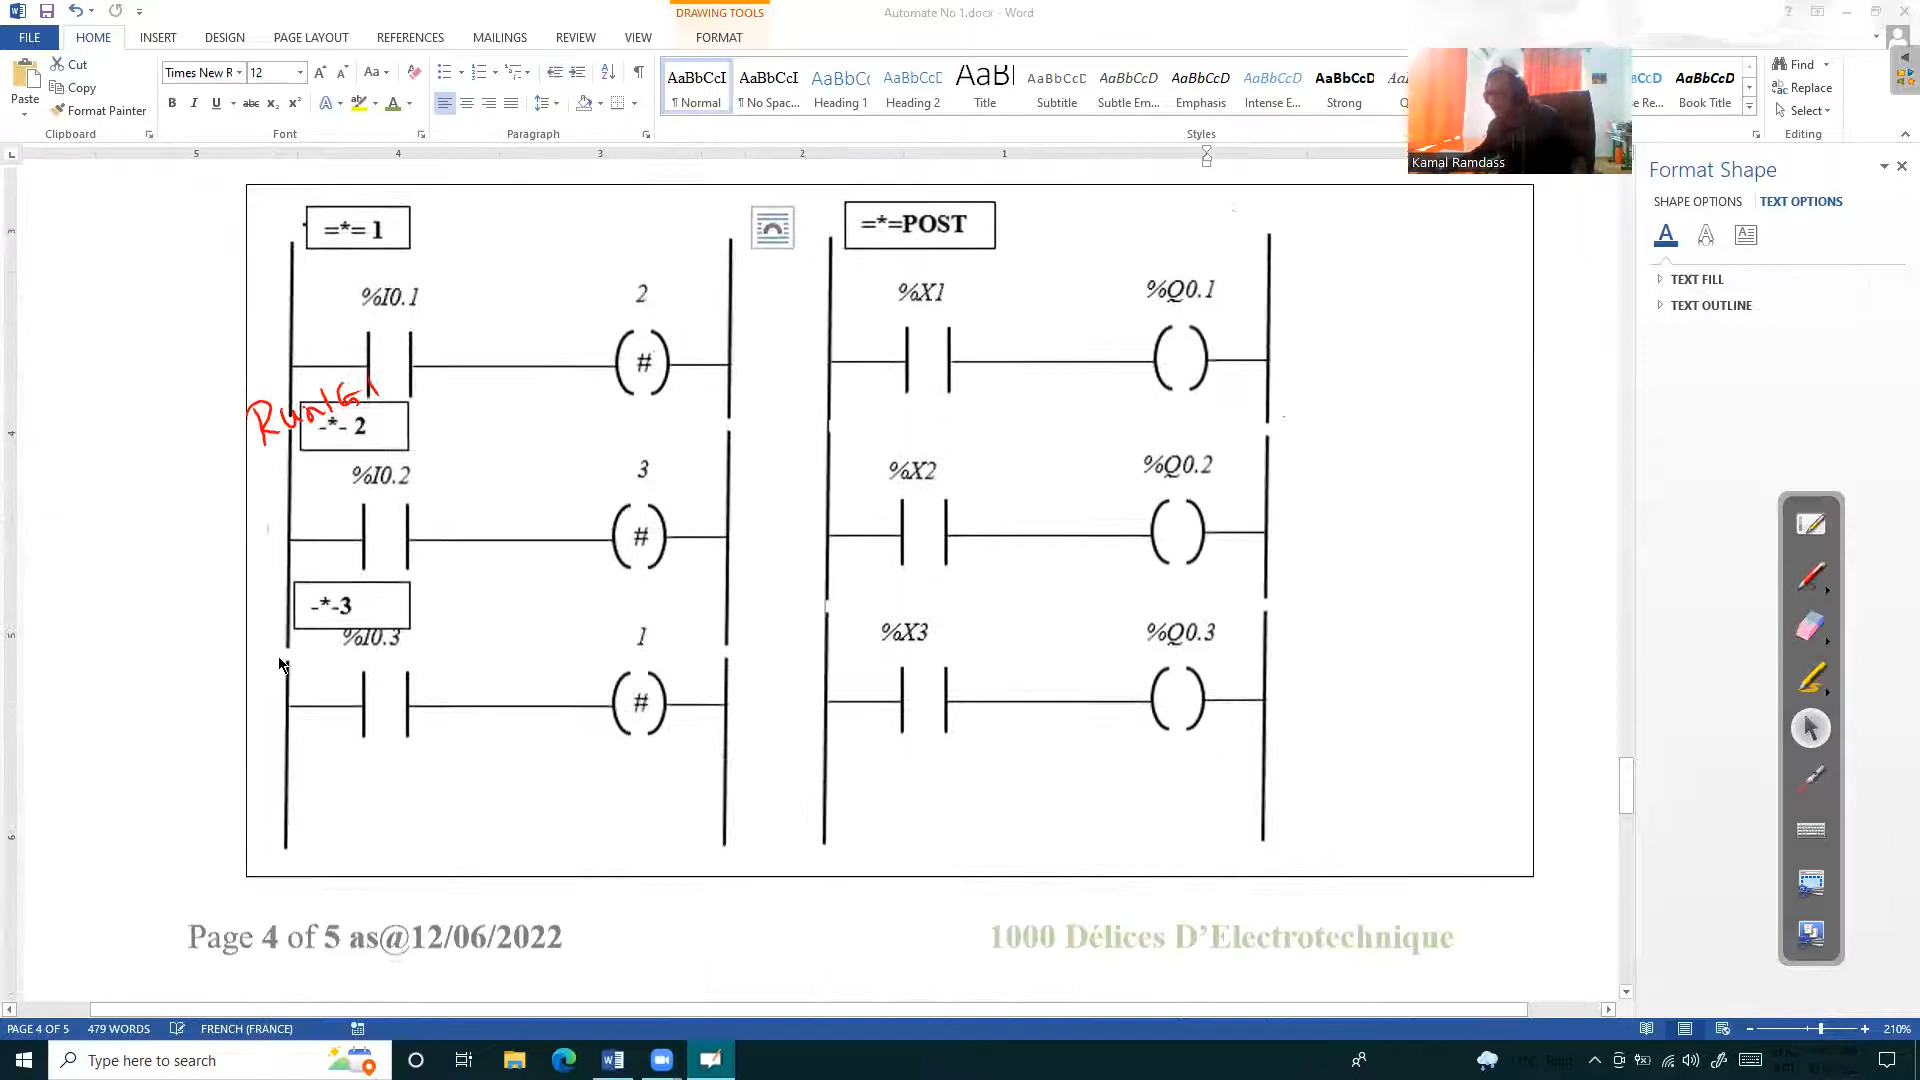 Automate No 1.docx - Word
DRAWING TOOLS
FILE HOME INSERT DESIGN PAGE LAYOUT REFERENCES MAILINGS REVIEW VIEW FORMAT
Paste
Cut
Copy
Format Painter
Clipboard
Times New R 12
Font
Paragraph
AaBbCcI AaBbCcI AaBbC AaBbCcD AaBl AaBbCcD AaBbCcD AaBbCcD AaBbCcD AaBbCcD AaBbCcD
¶ Normal ¶ No Spac... Heading 1 Heading 2 Title Subtitle Subtle Em... Emphasis Intense E... Strong Book Title
Styles
Find
Replace
Select
Editing
Kamal Ramdass
5 4 3 2 1
Format Shape
SHAPE OPTIONS TEXT OPTIONS
TEXT FILL
TEXT OUTLINE
=*= 1
=*=POST
%I0.1 2 %X1 %Q0.1
#
-*- 2
%I0.2 3 %X2 %Q0.2
#
-*-3
%I0.3 1 %X3 %Q0.3
#
Page 4 of 5 as@12/06/2022
1000 Délices D’Electrotechnique
PAGE 4 OF 5 479 WORDS FRENCH (FRANCE) 210%
Type here to search